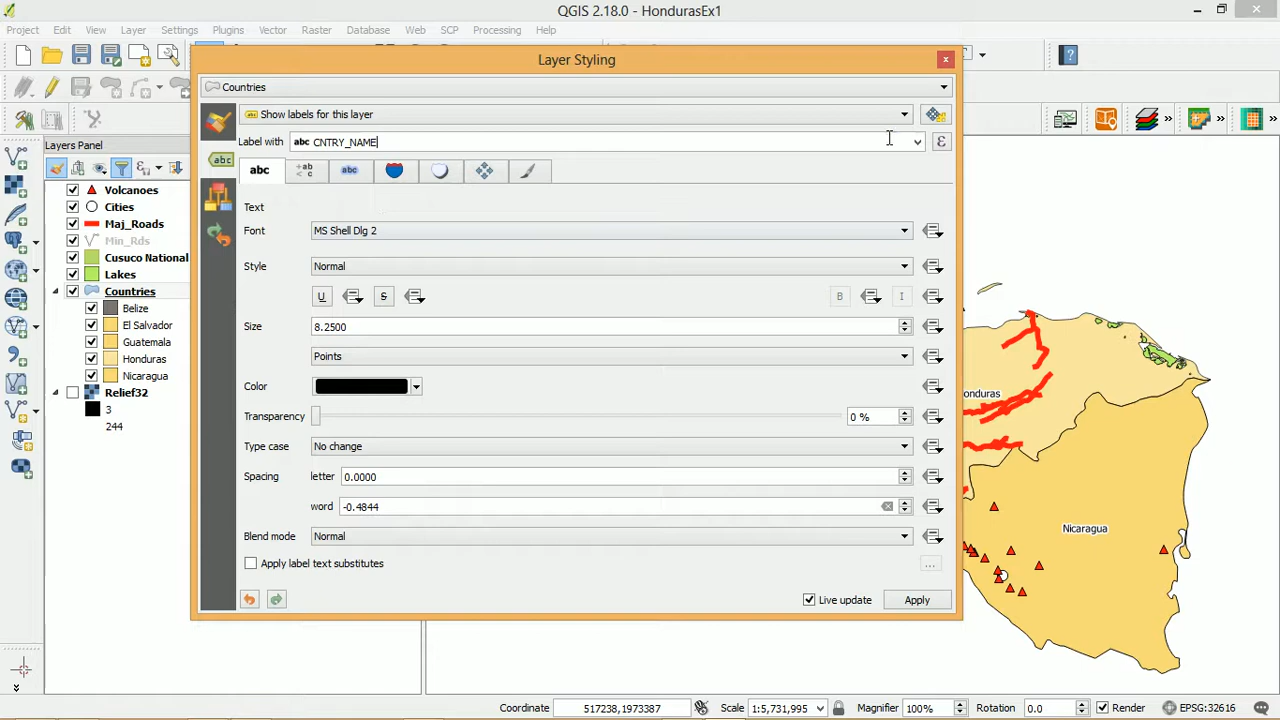 QGIS 2.18.0 - HondurasEx1
Project Edit View Layer Settings Plugins Vector Raster Database Web SCP Processing Help
Layer Styling
x
Countries
Show labels for this layer
Label with abc CNTRY_NAME
ε
abc
abc
+ab
< c
abc
Text
Font MS Shell Dlg 2
Style Normal
U S B I
Size 8.2500
Points
Color
Transparency 0 %
Type case No change
Spacing letter 0.0000
word -0.4844
Blend mode Normal
Apply label text substitutes ...
Live update Apply
Layers Panel
Volcanoes
Cities
Maj_Roads
Min_Rds
Cusuco National
Lakes
Countries
Belize
El Salvador
Guatemala
Honduras
Nicaragua
Relief32
3
244
onduras
Nicaragua
Coordinate 517238,1973387 Scale 1:5,731,995 Magnifier 100% Rotation 0.0 Render EPSG:32616